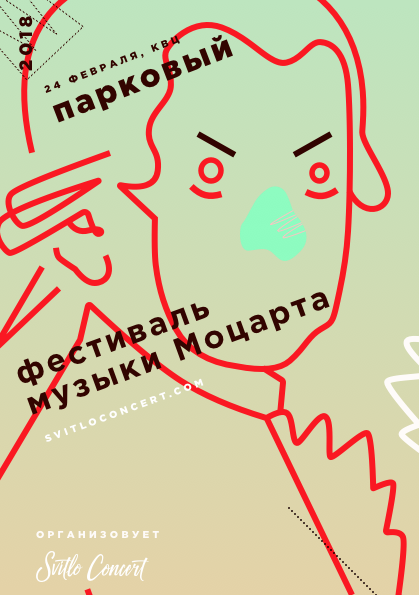 2018
24 ФЕВРАЛЯ, КВЦ
парковый
фестиваль
музыки Моцарта
SVITLOCONCERT.COM
ОРГАНИЗОВУЕТ
Svitlo Concert